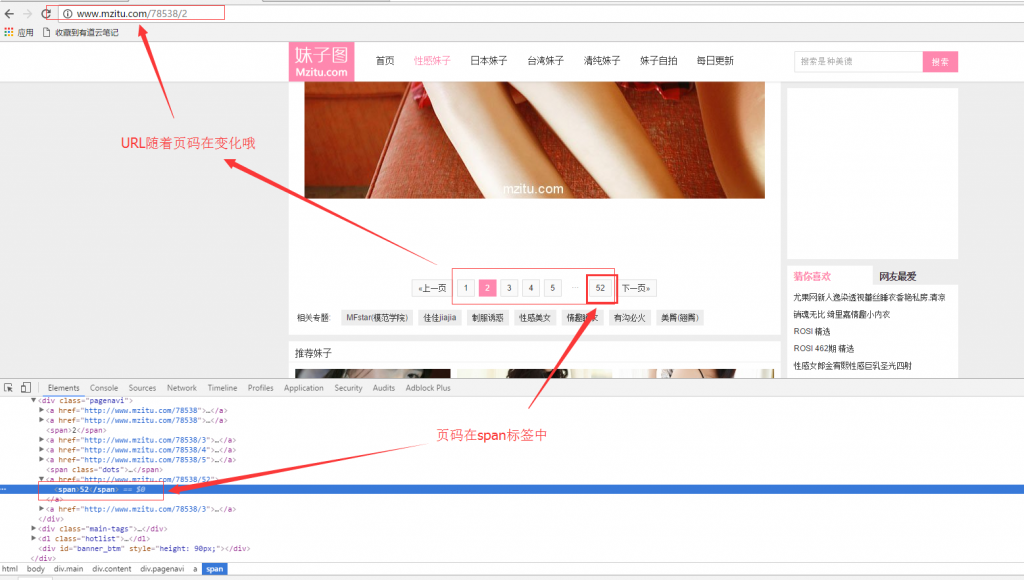 www.mzitu.com/78538/2
应用 收藏到有道云笔记
妹子图
Mzitu.com
首页 性感妹子 日本妹子 台湾妹子 清纯妹子 妹子自拍 每日更新
搜索是种美德 搜索
URL随着页码在变化哦
mzitu.com
«上一页 1 2 3 4 5 ... 52 下一页»
相关专题: MFstar(模范学院) 佳佳jiajia 制服诱惑 性感美女 有沟必火 美臀(翘臀)
推荐妹子
猜你喜欢 网友最爱
尤果网新人逸染透视蕾丝睡衣香艳私房.清凉
销魂无比 绮里嘉情趣小内衣
ROSI 精选
ROSI 462期 精选
性感女郎金宥熙性感巨乳圣光四射
Elements Console Sources Network Timeline Profiles Application Security Audits Adblock Plus
▼<div class="pagenavi">
▶<a href="http://www.mzitu.com/78538">…</a>
▶<a href="http://www.mzitu.com/78538">…</a>
<span>2</span>
▶<a href="http://www.mzitu.com/78538/3">…</a>
▶<a href="http://www.mzitu.com/78538/4">…</a>
▶<a href="http://www.mzitu.com/78538/5">…</a>
<span class="dots">…</span>
▼<a href="http://www.mzitu.com/78538/52">
<span>52</span> == $0
</a>
▶<a href="http://www.mzitu.com/78538/3">…</a>
</div>
▶<div class="main-tags">…</div>
▶<dl class="hotlist">…</dl>
<div id="banner_btm" style="height: 90px;"></div>
</div>
页码在span标签中
html body div.main div.content div.pagenavi a span